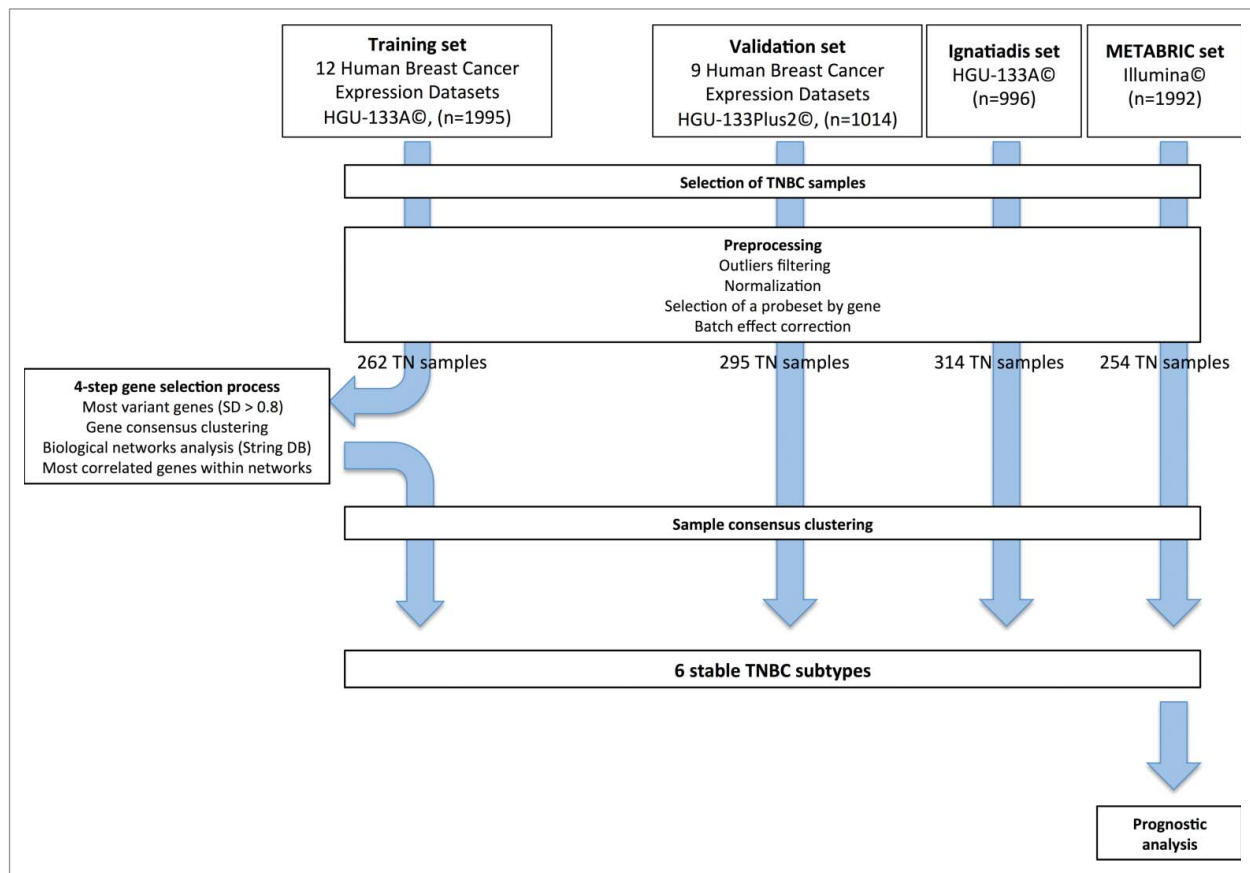 Training set
12 Human Breast Cancer
Expression Datasets
HGU-133A©, (n=1995)
Validation set
9 Human Breast Cancer
Expression Datasets
HGU-133Plus2©, (n=1014)
Ignatiadis set
HGU-133A©
(n=996)
METABRIC set
Illumina©
(n=1992)
Selection of TNBC samples
Preprocessing
Outliers filtering
Normalization
Selection of a probeset by gene
Batch effect correction
262 TN samples
295 TN samples
314 TN samples
254 TN samples
4-step gene selection process
Most variant genes (SD > 0.8)
Gene consensus clustering
Biological networks analysis (String DB)
Most correlated genes within networks
Sample consensus clustering
6 stable TNBC subtypes
Prognostic
analysis